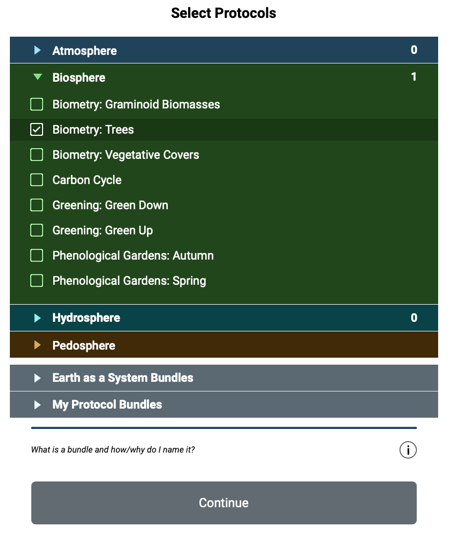 Select Protocols
Atmosphere 0
Biosphere 1
Biometry: Graminoid Biomasses
Biometry: Trees
Biometry: Vegetative Covers
Carbon Cycle
Greening: Green Down
Greening: Green Up
Phenological Gardens: Autumn
Phenological Gardens: Spring
Hydrosphere 0
Pedosphere
Earth as a System Bundles
My Protocol Bundles
What is a bundle and how/why do I name it? i
Continue